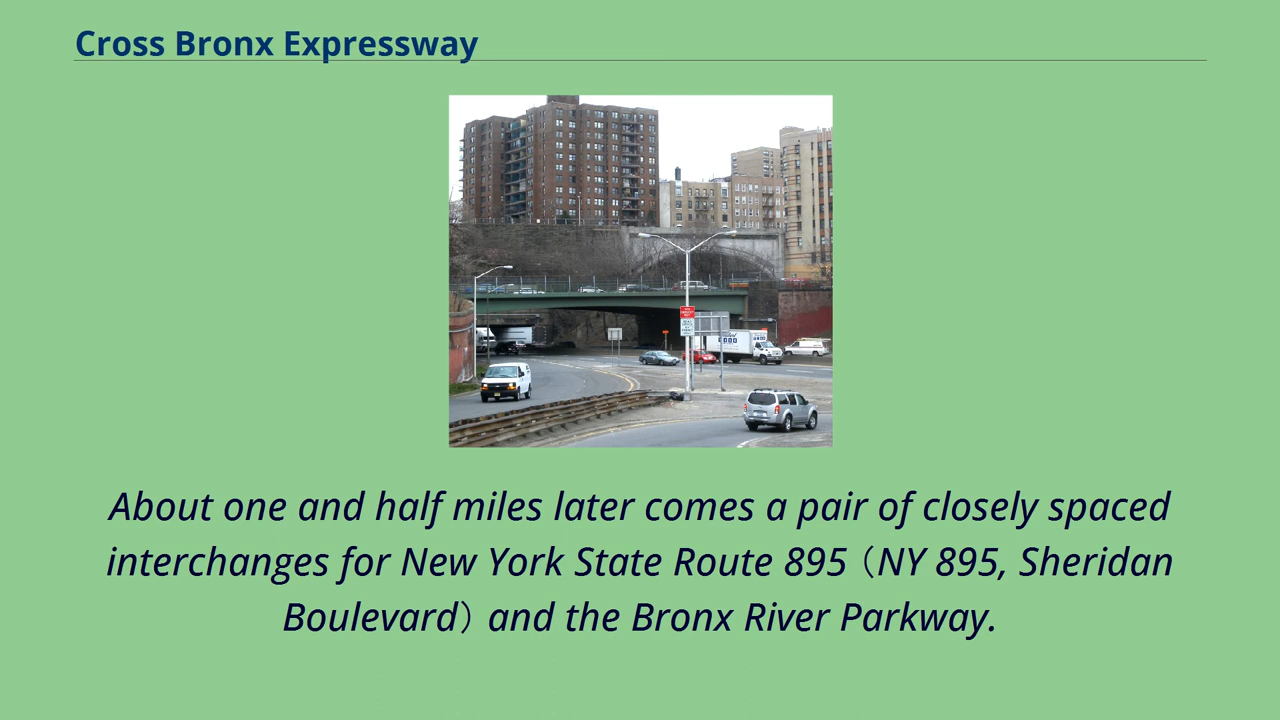 Cross Bronx Expressway
About one and half miles later comes a pair of closely spaced
interchanges for New York State Route 895 (NY 895, Sheridan
Boulevard) and the Bronx River Parkway.